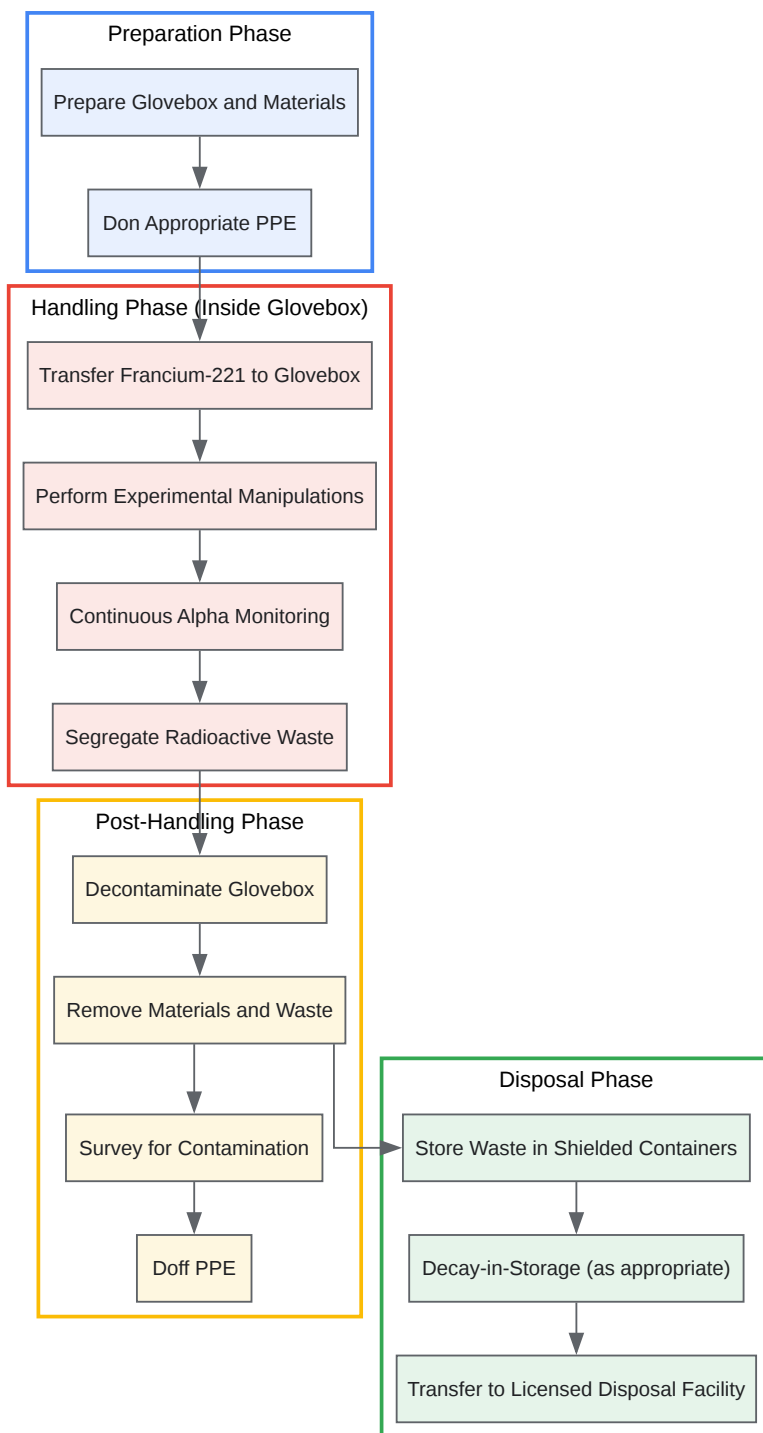 Preparation Phase
Prepare Glovebox and Materials
Don Appropriate PPE
Handling Phase (Inside Glovebox)
Transfer Francium-221 to Glovebox
Perform Experimental Manipulations
Continuous Alpha Monitoring
Segregate Radioactive Waste
Post-Handling Phase
Decontaminate Glovebox
Remove Materials and Waste
Survey for Contamination
Doff PPE
Disposal Phase
Store Waste in Shielded Containers
Decay-in-Storage (as appropriate)
Transfer to Licensed Disposal Facility